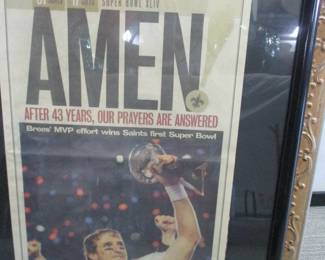 SUPER BOWL XLIV
AMEN!
AFTER 43 YEARS, OUR PRAYERS ARE ANSWERED
Brees' MVP effort wins Saints first Super Bowl